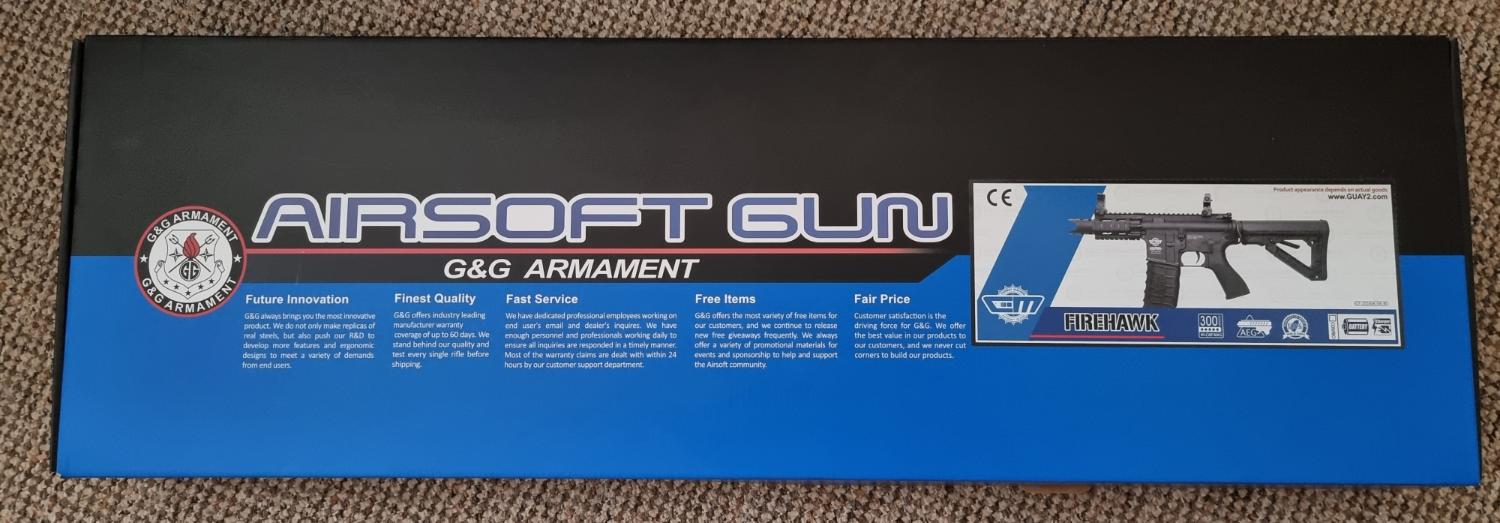 AIRSOFT GUN
G&G ARMAMENT
G&G ARMAMENT
GG
G&G ARMAMENT
Future Innovation
G&G always brings you the most innovative
product. We do not only make replicas of
real steels, but also push our R&D to
develop more features and ergonomic
designs to meet a variety of demands
from end users.
Finest Quality
G&G offers industry leading
manufacturer warranty
coverage of up to 60 days. We
stand behind our quality and
test every single rifle before
shipping.
Fast Service
We have dedicated professional employees working on
end user's email and dealer's inquires. We have
enough personnel and professionals working daily to
ensure all inquiries are responded in a timely manner.
Most of the warranty claims are dealt with within 24
hours by our customer support department.
Free Items
G&G offers the most variety of free items for
our customers, and we continue to release
new free giveaways frequently. We always
offer a variety of promotional materials for
events and sponsorship to help and support
the Airsoft community.
Fair Price
Customer satisfaction is the
driving force for G&G. We offer
the best value in our products to
our customers, and we never cut
corners to build our products.
CE
Product appearance depends on actual goods
www.GUAY2.com
FIREHAWK
300
AEG
BATTERY